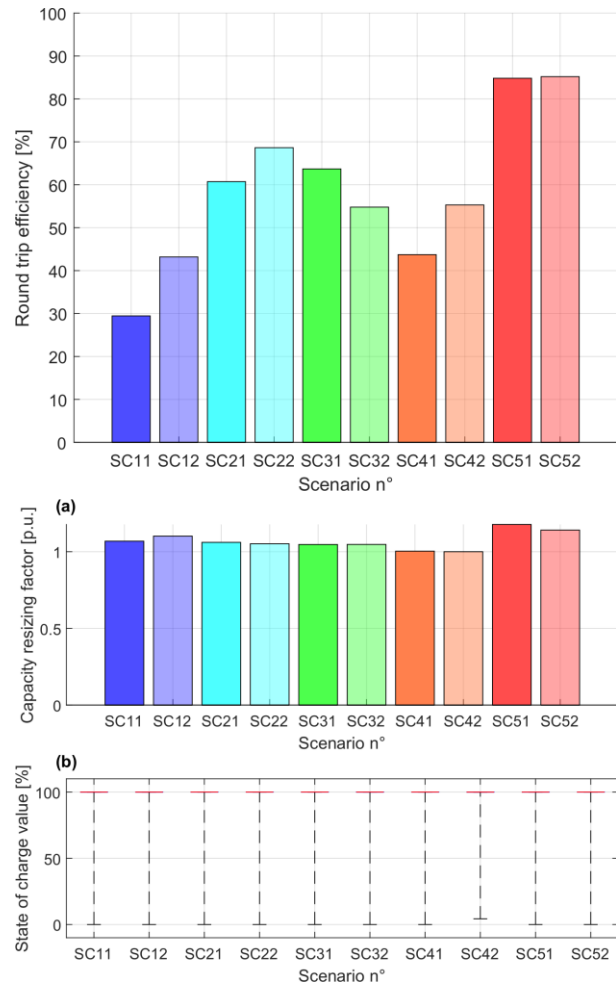 100
90
80
70
60
50
40
30
20
10
0
Round trip efficiency [%]
SC11 SC12 SC21 SC22 SC31 SC32 SC41 SC42 SC51 SC52
Scenario n°
(a)
1
0.5
0
Capacity resizing factor [p.u.]
SC11 SC12 SC21 SC22 SC31 SC32 SC41 SC42 SC51 SC52
Scenario n°
(b)
100
50
0
State of charge value [%]
SC11 SC12 SC21 SC22 SC31 SC32 SC41 SC42 SC51 SC52
Scenario n°